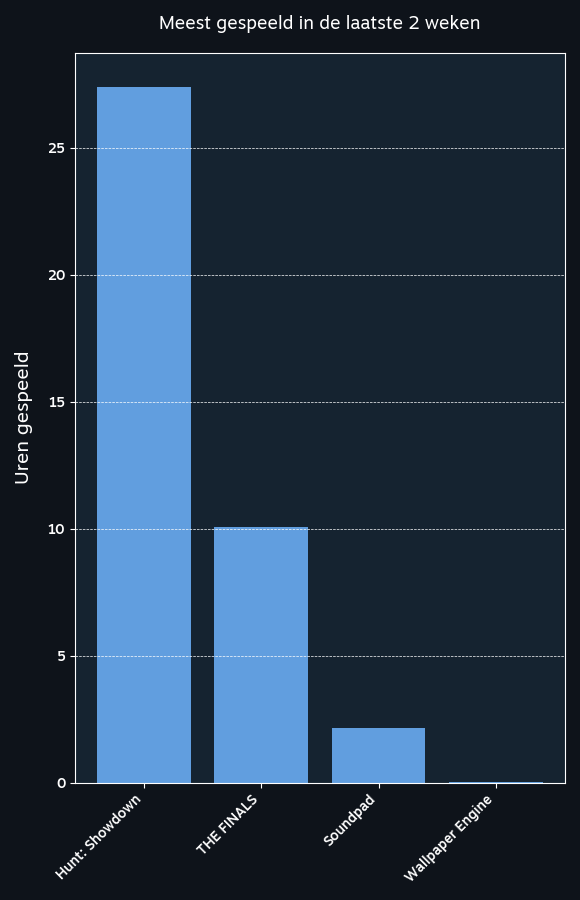 Meest gespeeld in de laatste 2 weken
Uren gespeeld
25
20
15
10
5
0
Hunt: Showdown
THE FINALS
Soundpad
Wallpaper Engine